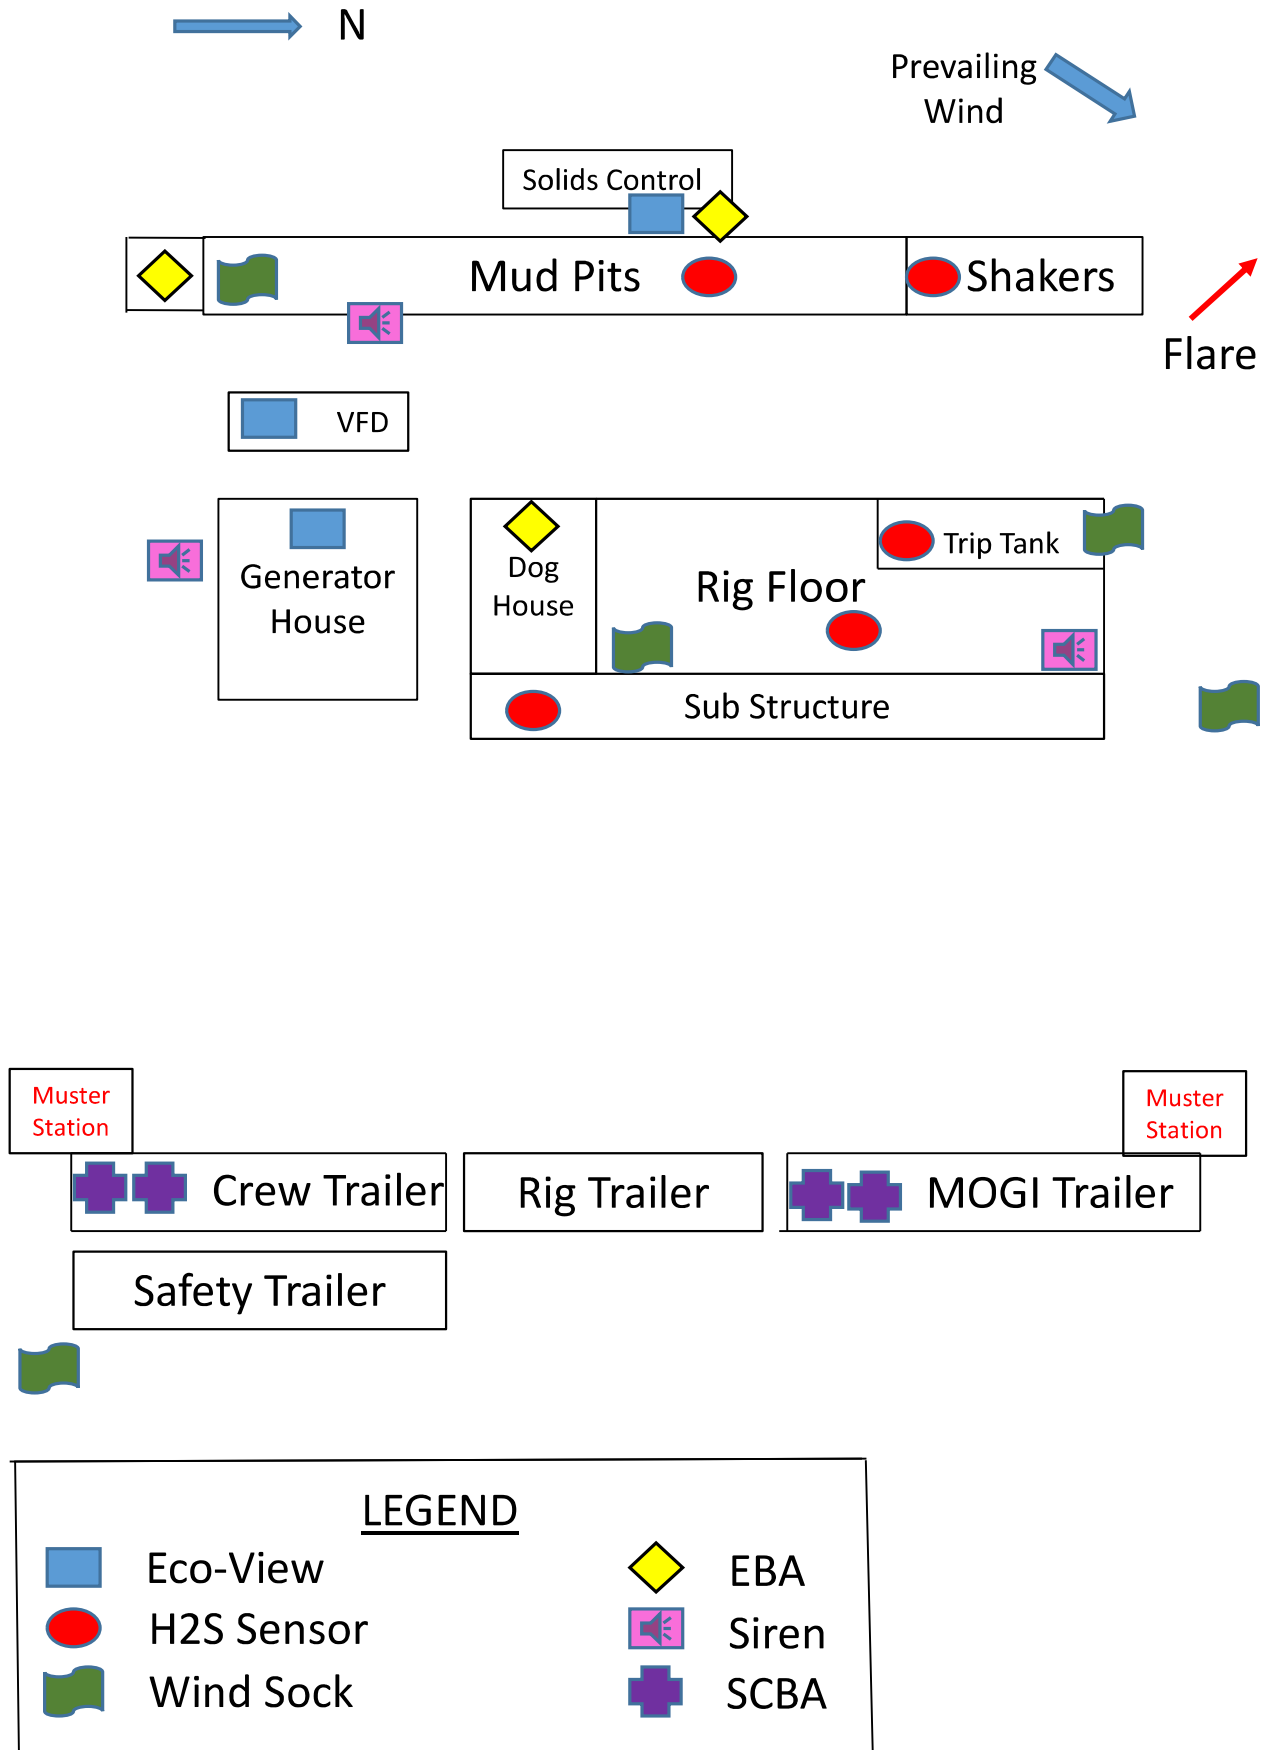 N
Prevailing
Wind
Solids Control
Mud Pits
Shakers
Flare
VFD
Generator
House
Dog
House
Rig Floor
Trip Tank
Sub Structure
Muster
Station
Muster
Station
Crew Trailer
Rig Trailer
MOGI Trailer
Safety Trailer
LEGEND
Eco-View
EBA
H2S Sensor
Siren
Wind Sock
SCBA